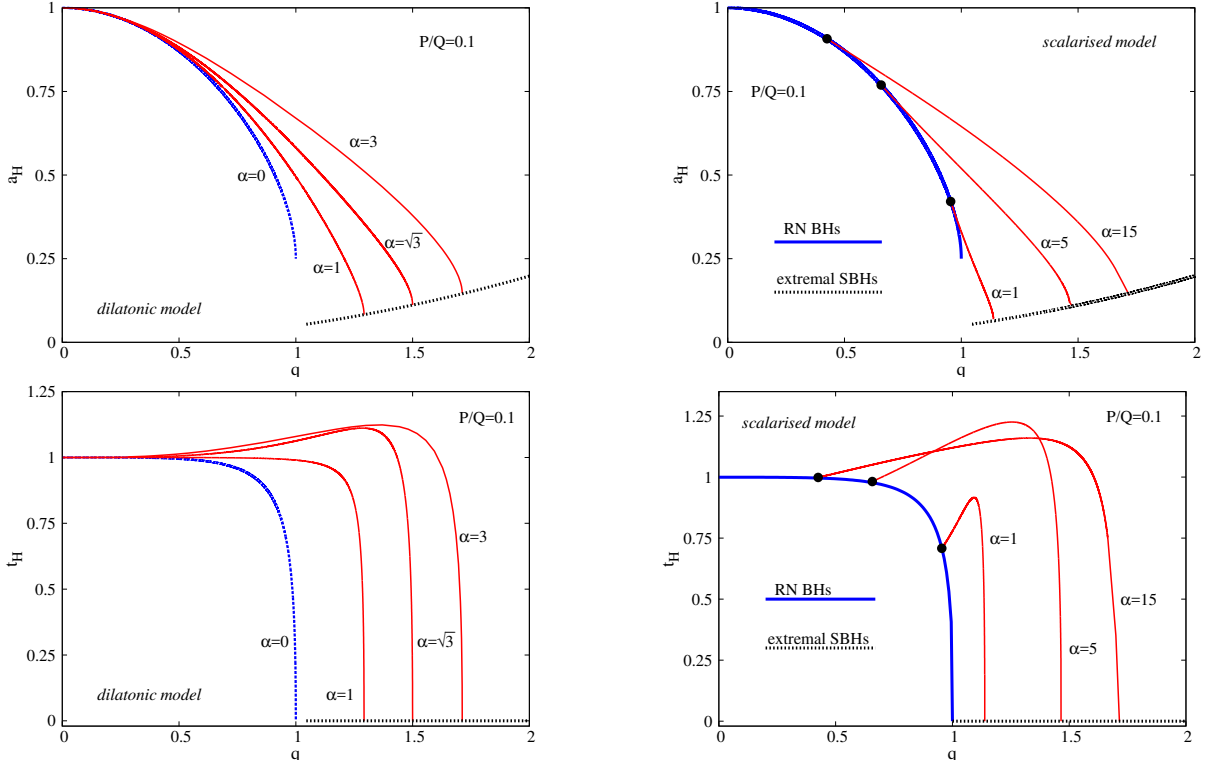 1
0.75
0.5
0.25
0
0
0.5
1
1.5
2
a_H
q
P/Q=0.1
α=3
α=0
α=√3
α=1
dilatonic model
1
0.75
0.5
0.25
0
0
0.5
1
1.5
2
a_H
q
scalarised model
P/Q=0.1
RN BHs
α=5
α=15
extremal SBHs
α=1
1.25
1
0.75
0.5
0.25
0
0
0.5
1
1.5
2
t_H
q
P/Q=0.1
α=3
α=0
α=√3
α=1
dilatonic model
1.25
1
0.75
0.5
0.25
0
0
0.5
1
1.5
2
t_H
q
scalarised model
P/Q=0.1
α=1
RN BHs
α=15
extremal SBHs
α=5